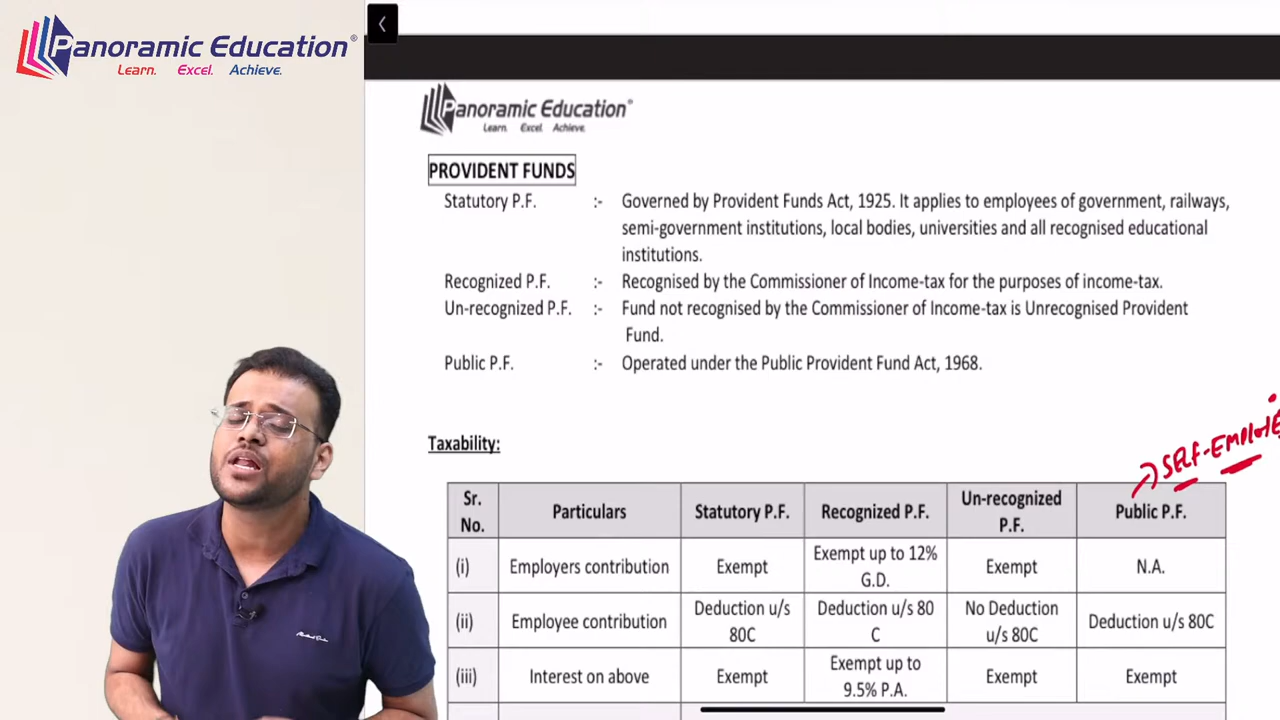 Panoramic Education®
Learn. Excel. Achieve.
Panoramic Education®
Learn. Excel. Achieve.
PROVIDENT FUNDS
Statutory P.F. :- Governed by Provident Funds Act, 1925. It applies to employees of government, railways,
semi-government institutions, local bodies, universities and all recognised educational
institutions.
Recognized P.F. :- Recognised by the Commissioner of Income-tax for the purposes of income-tax.
Un-recognized P.F. :- Fund not recognised by the Commissioner of Income-tax is Unrecognised Provident
Fund.
Public P.F. :- Operated under the Public Provident Fund Act, 1968.
SELF-
Taxability:
Sr.
No.
Particulars
Statutory P.F.
Recognized P.F.
Un-recognized
P.F.
Public P.F.
(i)
Employers contribution
Exempt
Exempt up to 12%
G.D.
Exempt
N.A.
(ii)
Employee contribution
Deduction u/s
80C
Deduction u/s 80
C
No Deduction
u/s 80C
Deduction u/s 80C
(iii)
Interest on above
Exempt
Exempt up to
9.5% P.A.
Exempt
Exempt